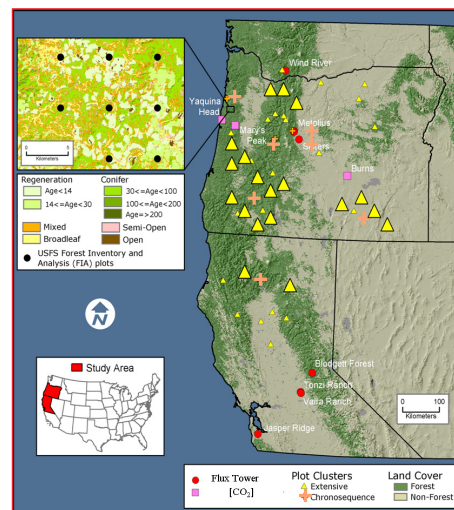 Wind River
Yaquina
Head
Mary's
Peak
Metolius
Sisters
Burns
0 8
Kilometers
Regeneration
Conifer
Age<14
30<=Age<100
14<=Age<30
100<=Age<200
Age=>200
Mixed
Semi-Open
Broadleaf
Open
USFS Forest Inventory and
Analysis (FIA) plots
N
Study Area
Blodgett Forest
Tonzi Ranch
Vaira Ranch
Jasper Ridge
0 100
Kilometers
Flux Tower
[CO₂]
Plot Clusters
Extensive
Chronosequence
Land Cover
Forest
Non-Forest